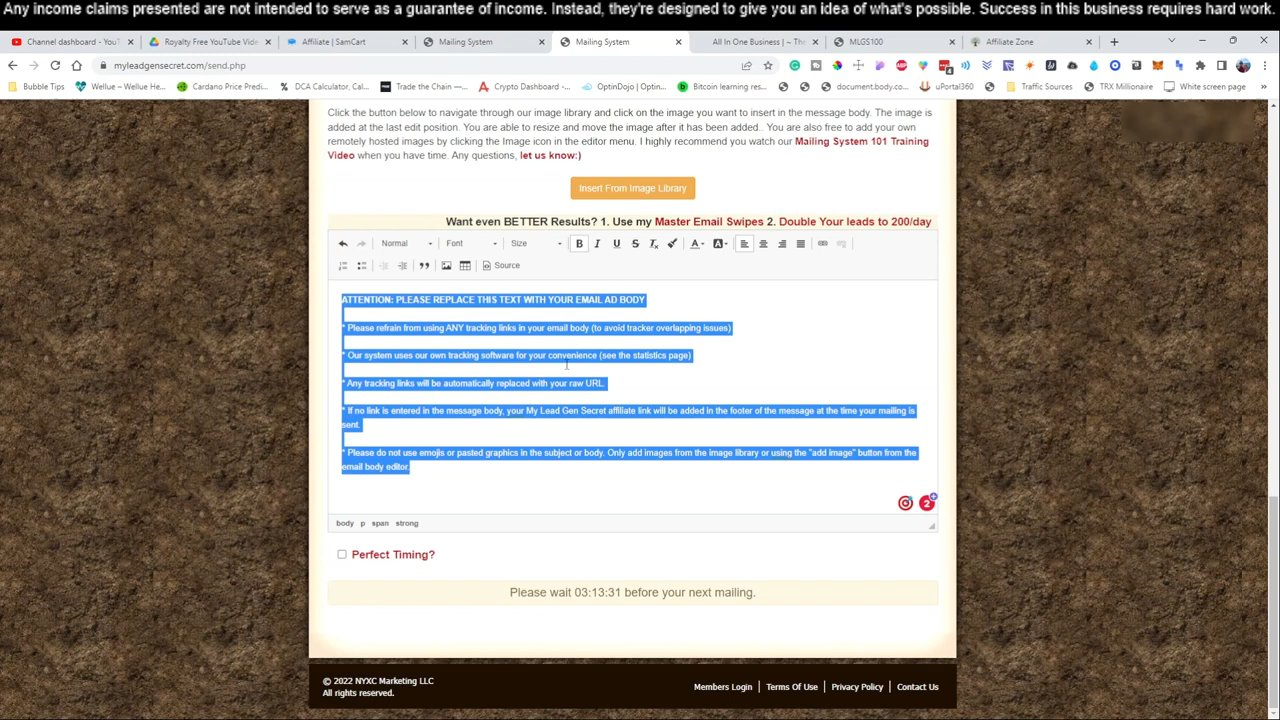 Any income claims presented are not intended to serve as a guarantee of income. Instead, they're designed to give you an idea of what's possible. Success in this business requires hard work.
Channel dashboard - YouT
Royalty Free YouTube Vid
Affiliate | SamCart
Mailing System
Mailing System
All In One Business | – The
MLGS100
Affiliate Zone
myleadgensecret.com/send.php
Bubble Tips
Wellue – Wellue He...
Cardano Price Predi...
DCA Calculator, Cal...
Trade the Chain —...
Crypto Dashboard -...
OptinDojo | Optin...
Bitcoin learning res...
document.body.co...
uPortal360
Traffic Sources
TRX Millionaire
White screen page
Click the button below to navigate through our image library and click on the image you want to insert in the message body. The image is
added at the last edit position. You are able to resize and move the image after it has been added.. You are also free to add your own
remotely hosted images by clicking the Image icon in the editor menu. I highly recommend you watch our Mailing System 101 Training
Video when you have time. Any questions, let us know:)
Insert From Image Library
Want even BETTER Results? 1. Use my Master Email Swipes 2. Double Your leads to 200/day
Normal Font Size
Source
ATTENTION: PLEASE REPLACE THIS TEXT WITH YOUR EMAIL AD BODY
* Please refrain from using ANY tracking links in your email body (to avoid tracker overlapping issues)
* Our system uses our own tracking software for your convenience (see the statistics page)
* Any tracking links will be automatically replaced with your raw URL.
* If no link is entered in the message body, your My Lead Gen Secret affiliate link will be added in the footer of the message at the time your mailing is
sent.
* Please do not use emojis or pasted graphics in the subject or body. Only add images from the image library or using the "add image" button from the
email body editor.
2
body p span strong
Perfect Timing?
Please wait 03:13:31 before your next mailing.
© 2022 NYXC Marketing LLC
All rights reserved.
Members Login | Terms Of Use | Privacy Policy | Contact Us